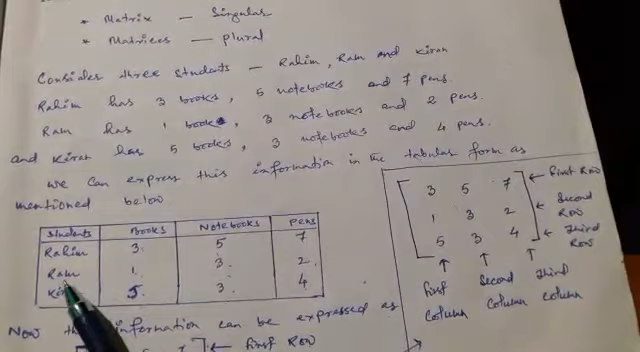 * Matrix — Singular
* Matrices — plural
Consider three students — Rahim, Ram and Kiran
Rahim has 3 books, 5 notebooks and 7 pens.
Ram has 1 book, 3 notebooks and 2 pens.
and Kiran has 5 books, 3 notebooks and 4 pens.
we can express this information in the tabular form as
mentioned below
Students Books Notebooks Pens
Rahim 3 5 7
Ram 1 3 2
5 3 4
3 5 7 ← first Row
1 3 2 ← Second Row
5 3 4 ← third Row
↑ ↑ ↑
first Second third
column column column
Now information can be expressed as
← first Row